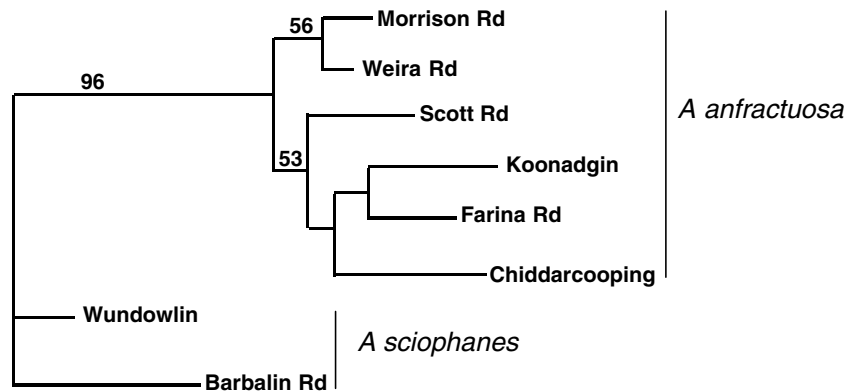 Morrison Rd
56
Weira Rd
96
Scott Rd
A anfractuosa
53
Koonadgin
Farina Rd
Chiddarcooping
Wundowlin
A sciophanes
Barbalin Rd